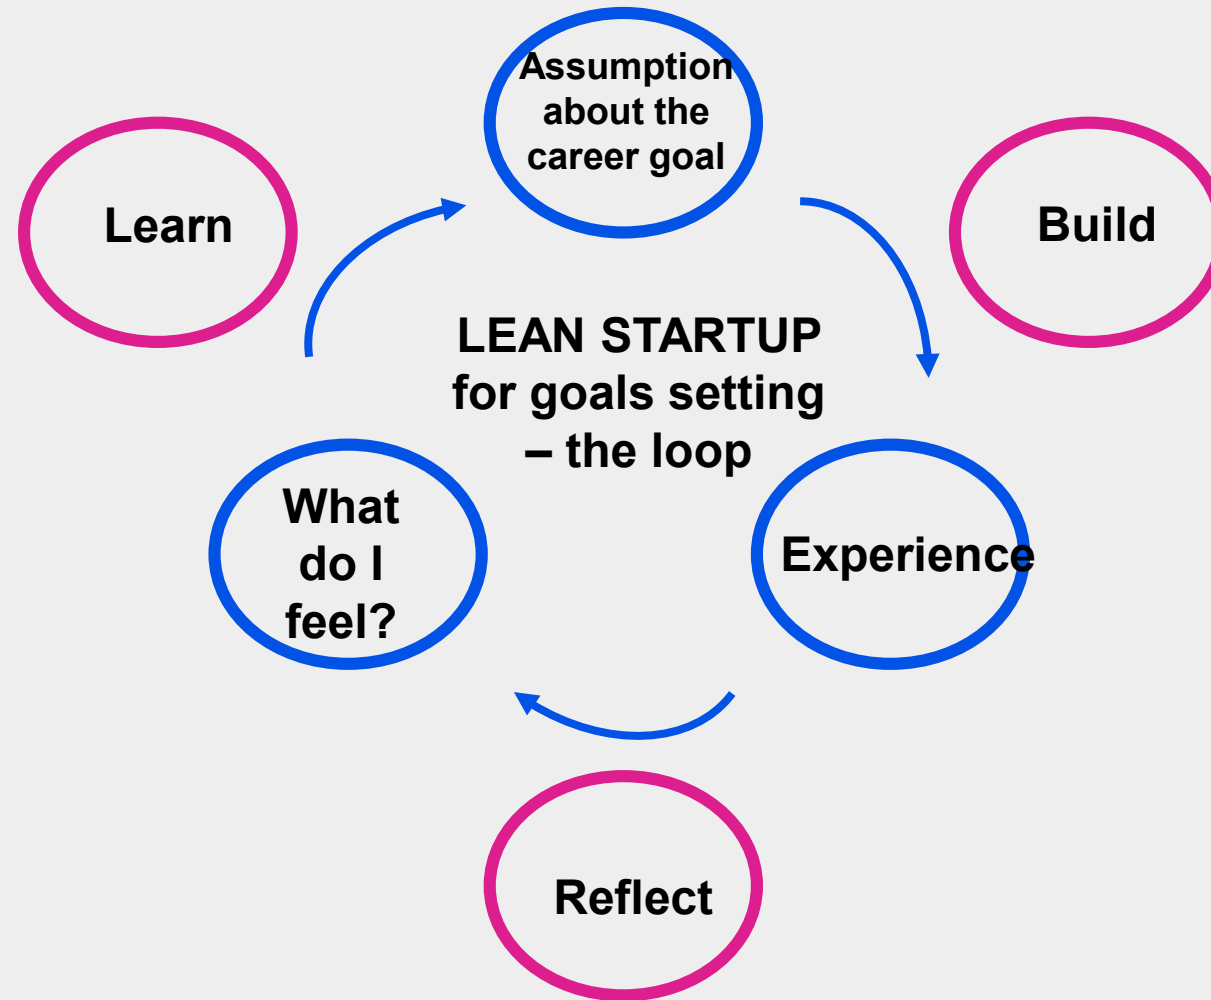 Assumption
about the
career goal
Learn
Build
LEAN STARTUP
for goals setting
– the loop
What
do I
feel?
Experience
Reflect